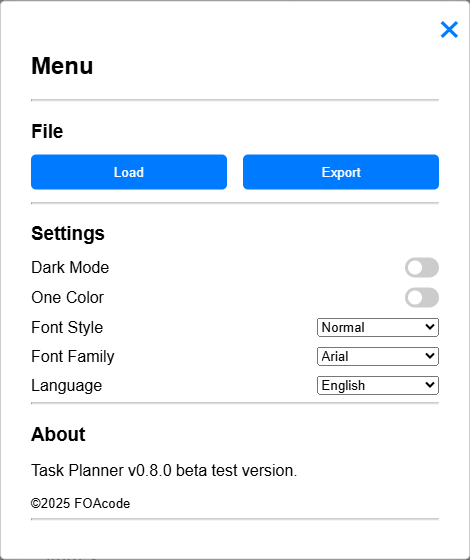 Menu
File
Load Export
Settings
Dark Mode
One Color
Font Style Normal
Font Family Arial
Language English
About
Task Planner v0.8.0 beta test version.
©2025 FOAcode